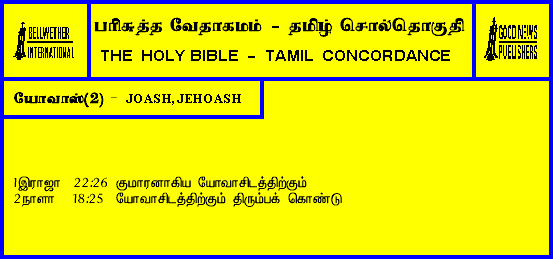 BELLWETHER
INTERNATIONAL
பரிசுத்த வேதாகமம் - தமிழ் சொல்தொகுதி
THE HOLY BIBLE - TAMIL CONCORDANCE
GOOD NEWS
PUBLISHERS
யோவாஸ்(2) - JOASH,JEHOASH
1இராஜா 22:26 குமாரனாகிய யோவாசிடத்திற்கும்
2நாளா 18:25 யோவாசிடத்திற்கும் திரும்பக் கொண்டு